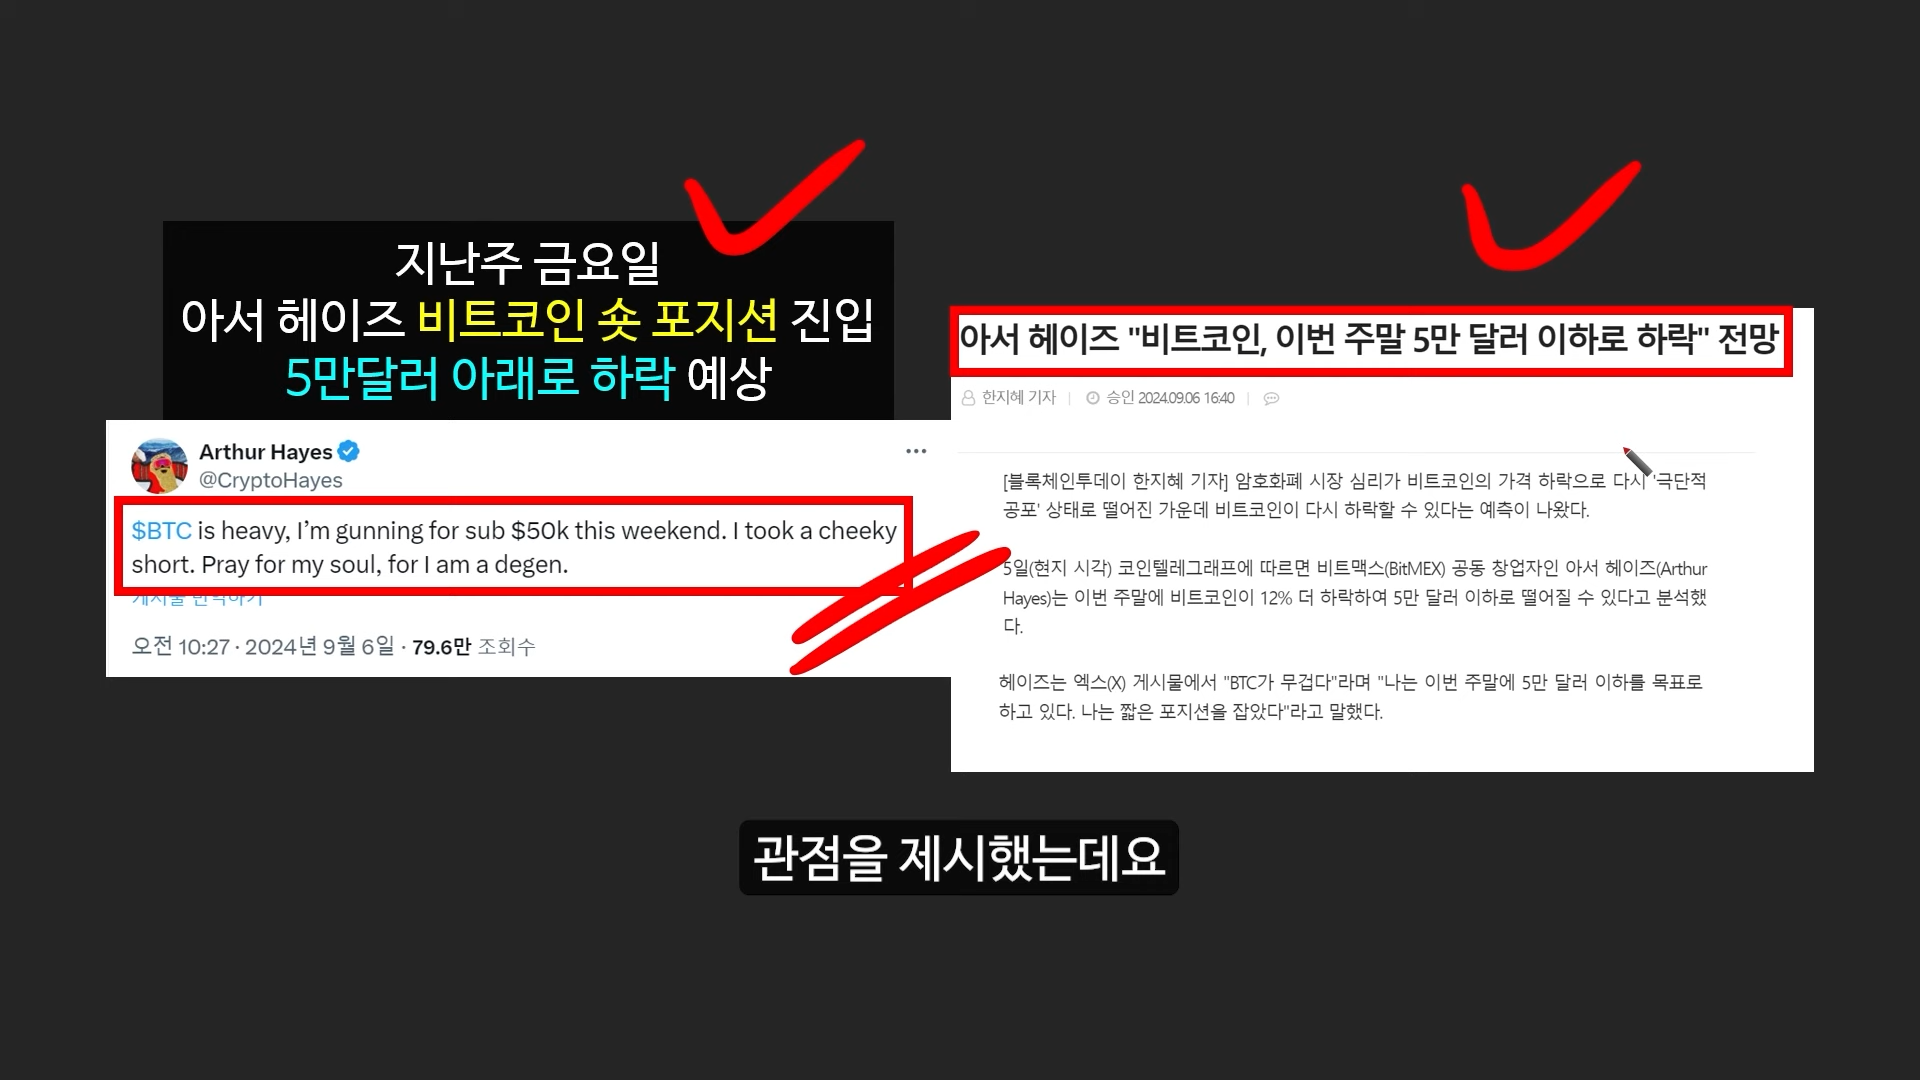 지난주 금요일
아서 헤이즈 비트코인 숏 포지션 진입
5만달러 아래로 하락 예상
Arthur Hayes
@CryptoHayes
$BTC is heavy, I’m gunning for sub $50k this weekend. I took a cheeky
short. Pray for my soul, for I am a degen.
게시물 번역하기
오전 10:27 · 2024년 9월 6일 · 79.6만 조회수
아서 헤이즈 "비트코인, 이번 주말 5만 달러 이하로 하락" 전망
한지혜 기자 | 승인 2024.09.06 16:40 |
[블록체인투데이 한지혜 기자] 암호화폐 시장 심리가 비트코인의 가격 하락으로 다시 '극단적
공포' 상태로 떨어진 가운데 비트코인이 다시 하락할 수 있다는 예측이 나왔다.
5일(현지 시각) 코인텔레그래프에 따르면 비트맥스(BitMEX) 공동 창업자인 아서 헤이즈(Arthur
Hayes)는 이번 주말에 비트코인이 12% 더 하락하여 5만 달러 이하로 떨어질 수 있다고 분석했
다.
헤이즈는 엑스(X) 게시물에서 "BTC가 무겁다"라며 "나는 이번 주말에 5만 달러 이하를 목표로
하고 있다. 나는 짧은 포지션을 잡았다"라고 말했다.
관점을 제시했는데요